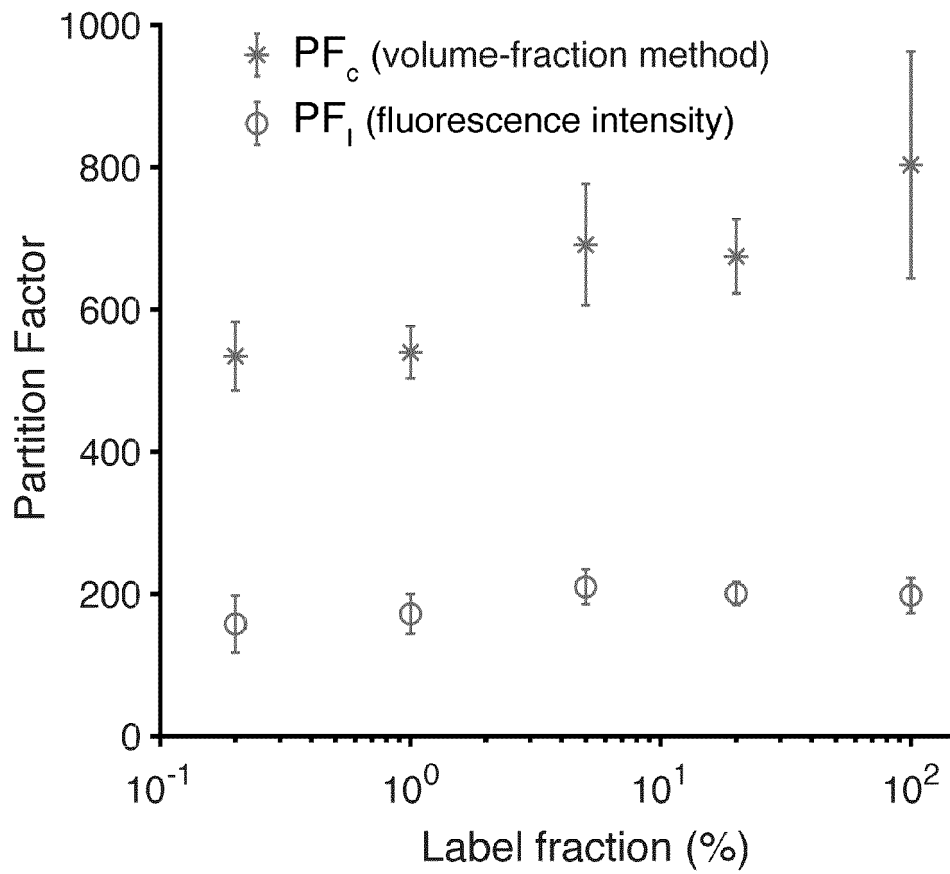 1000
800
600
400
200
0
Partition Factor
PFc (volume-fraction method)
PFI (fluorescence intensity)
10-1 100 101 102
Label fraction (%)